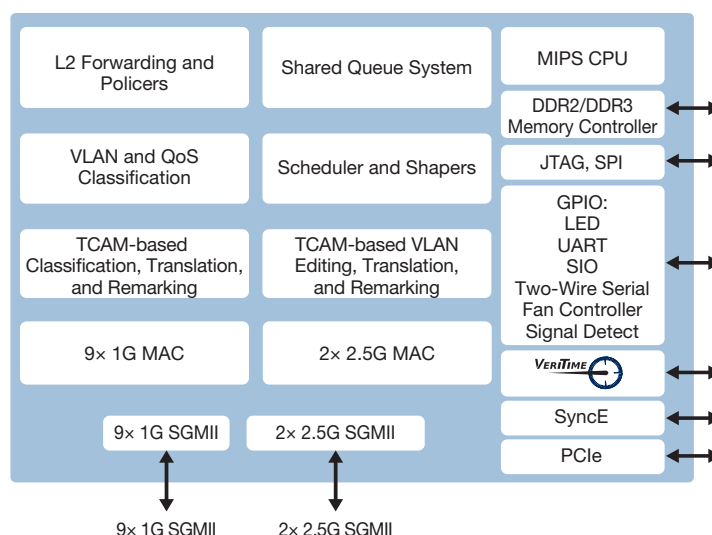 L2 Forwarding and
Policers
Shared Queue System
MIPS CPU
DDR2/DDR3
Memory Controller
VLAN and QoS
Classification
Scheduler and Shapers
JTAG, SPI
GPIO:
LED
UART
SIO
Two-Wire Serial
Fan Controller
Signal Detect
TCAM-based
Classification, Translation,
and Remarking
TCAM-based VLAN
Editing, Translation,
and Remarking
9× 1G MAC
2× 2.5G MAC
VERITIME
SyncE
PCIe
9× 1G SGMII
2× 2.5G SGMII
9× 1G SGMII
2× 2.5G SGMII